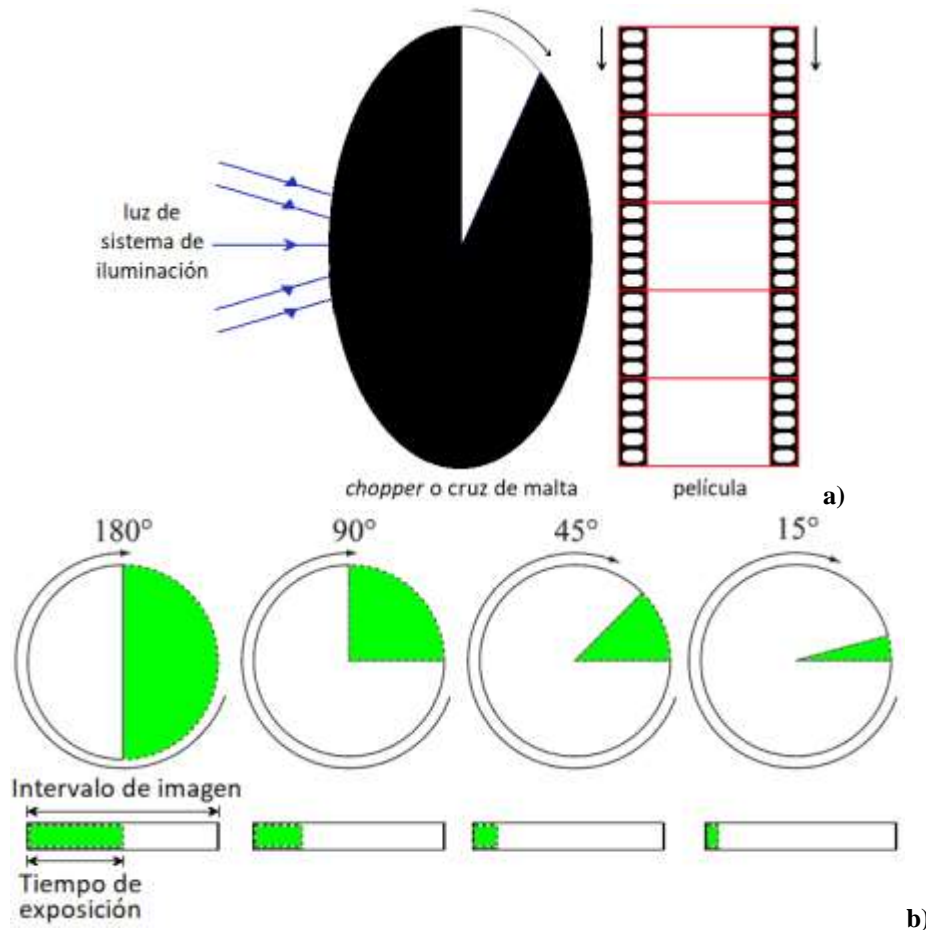 luz de
sistema de
iluminación
chopper o cruz de malta
película
a)
180°
90°
45°
15°
Intervalo de imagen
Tiempo de
exposición
b)